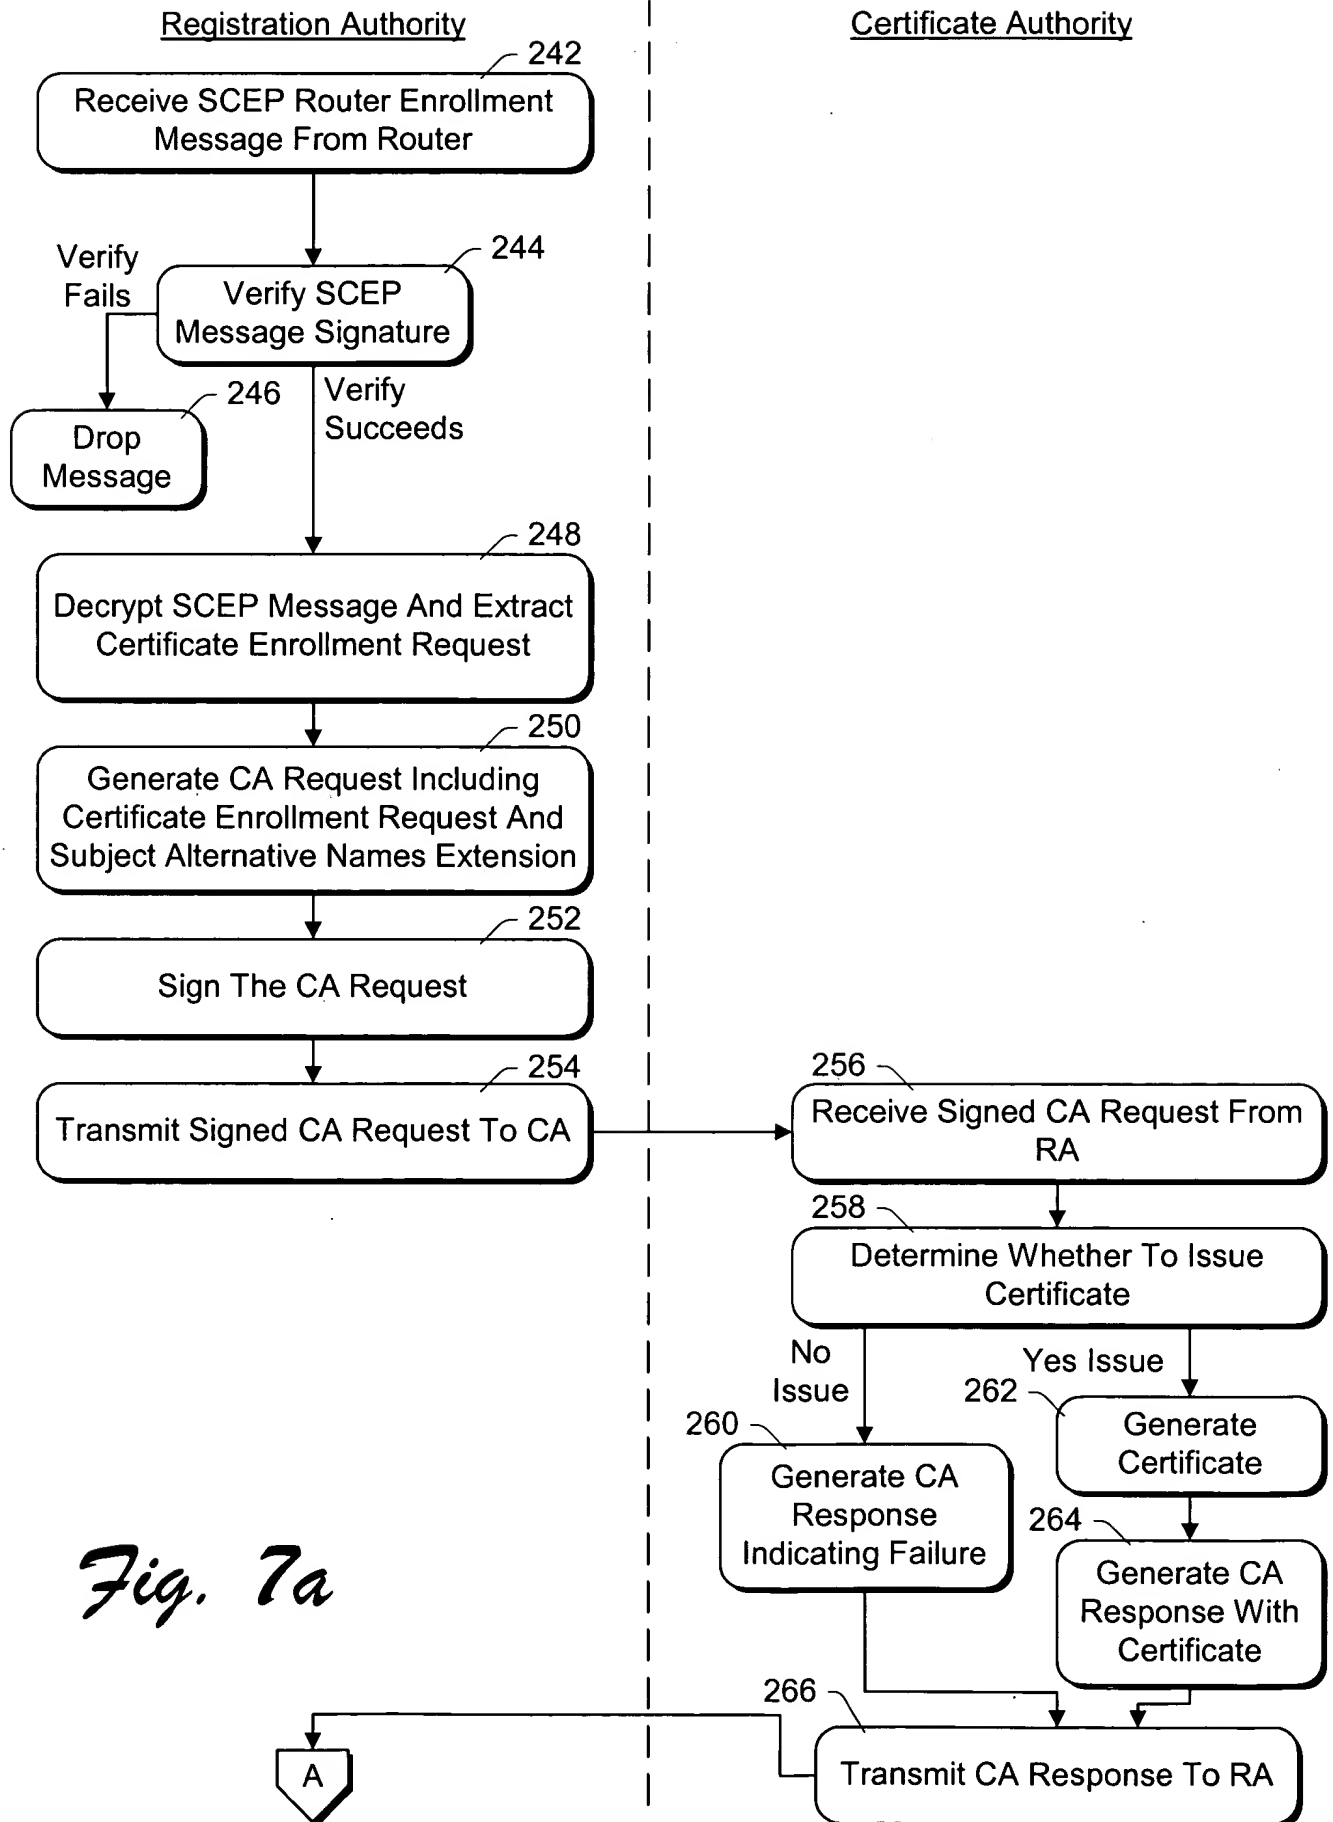 Registration Authority
Certificate Authority
242
Receive SCEP Router Enrollment
Message From Router
244
Verify
Fails
Verify SCEP
Message Signature
246
Verify
Succeeds
Drop
Message
248
Decrypt SCEP Message And Extract
Certificate Enrollment Request
250
Generate CA Request Including
Certificate Enrollment Request And
Subject Alternative Names Extension
252
Sign The CA Request
254
Transmit Signed CA Request To CA
256
Receive Signed CA Request From
RA
258
Determine Whether To Issue
Certificate
No
Issue
Yes Issue
260
Generate CA
Response
Indicating Failure
262
Generate
Certificate
264
Generate CA
Response With
Certificate
266
Transmit CA Response To RA
A
Fig. 7a